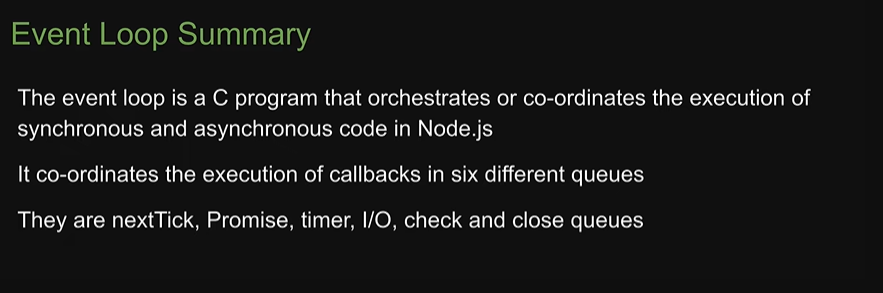 Event Loop Summary
The event loop is a C program that orchestrates or co-ordinates the execution of
synchronous and asynchronous code in Node.js
It co-ordinates the execution of callbacks in six different queues
They are nextTick, Promise, timer, I/O, check and close queues